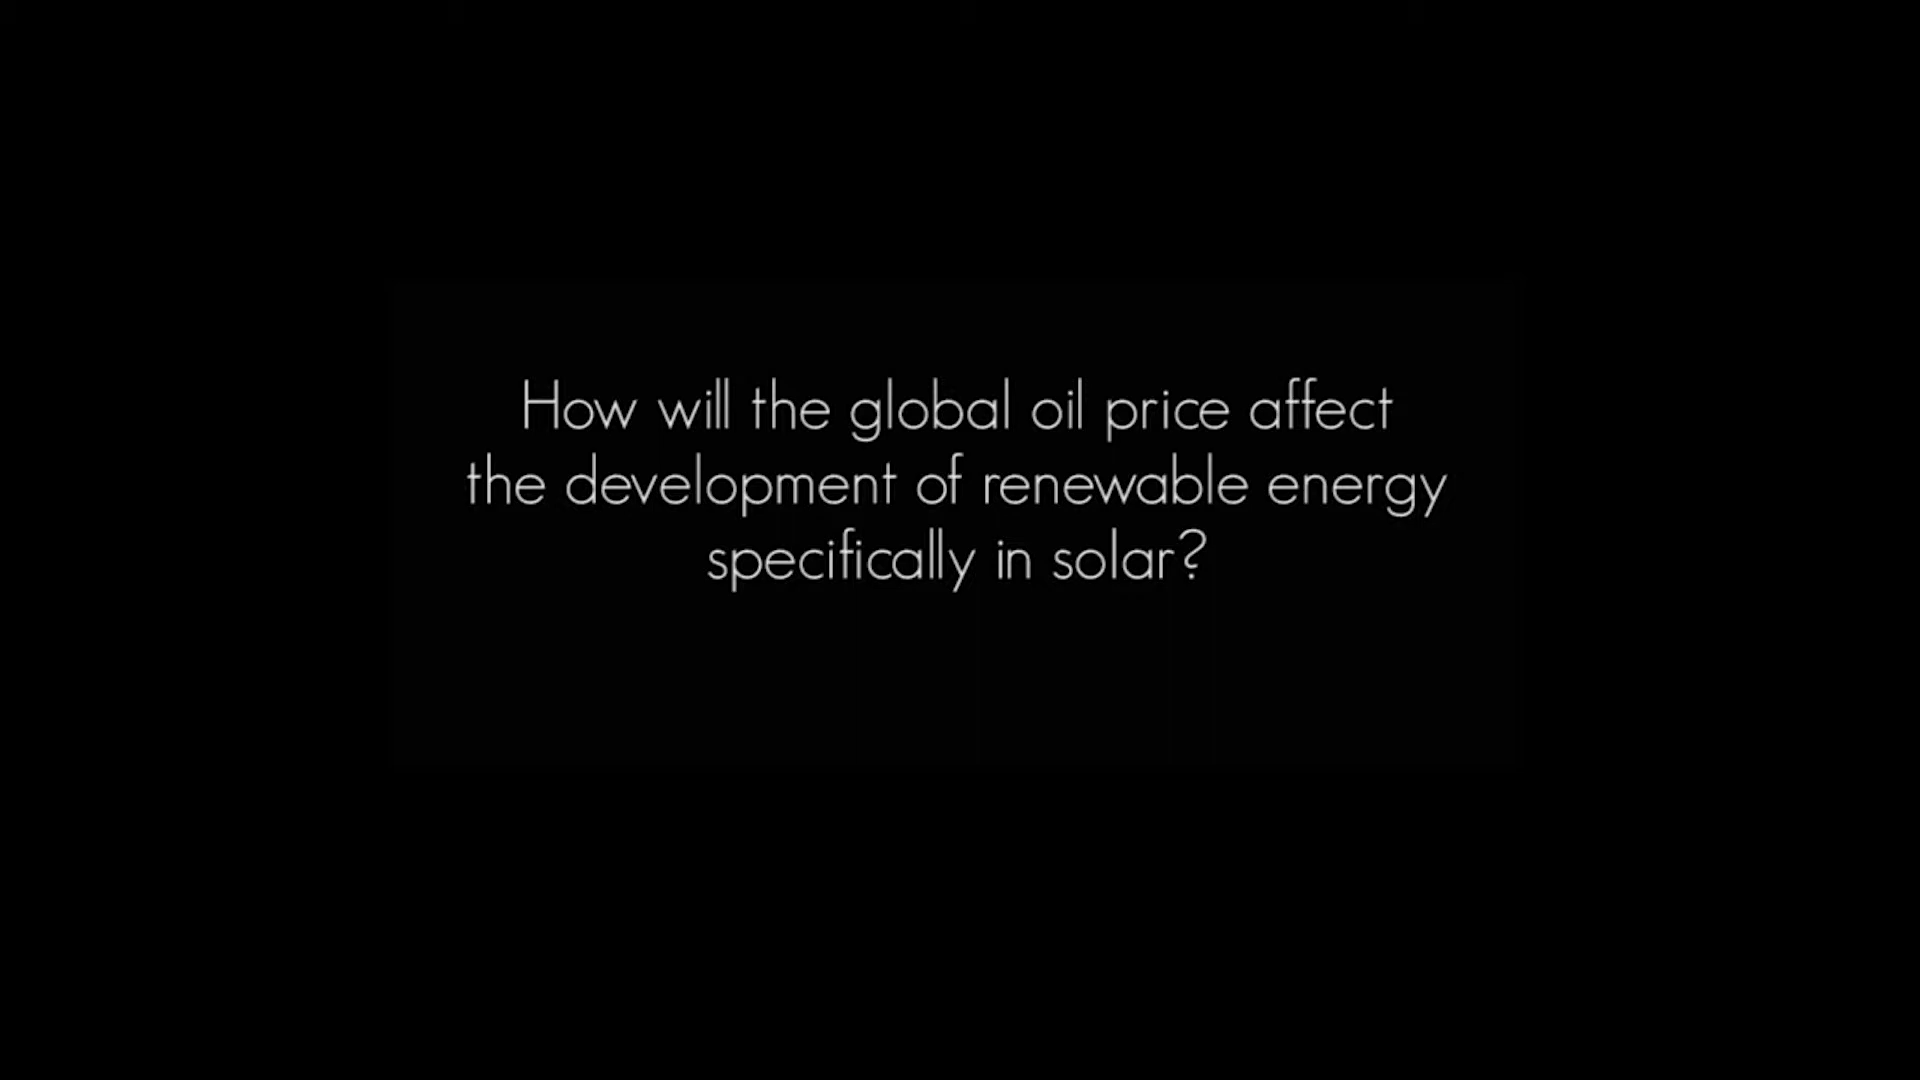 How will the global oil price affect
the development of renewable energy
specifically in solar?